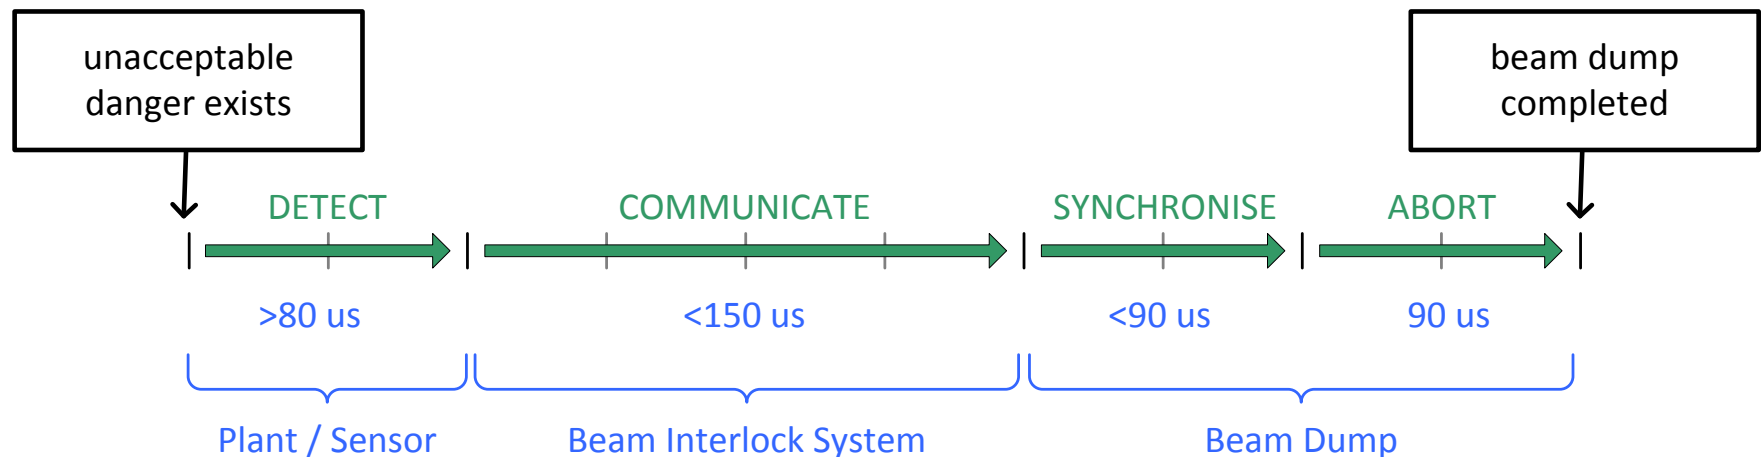 unacceptable
danger exists
beam dump
completed
DETECT
COMMUNICATE
SYNCHRONISE
ABORT
>80 us
<150 us
<90 us
90 us
Plant / Sensor
Beam Interlock System
Beam Dump